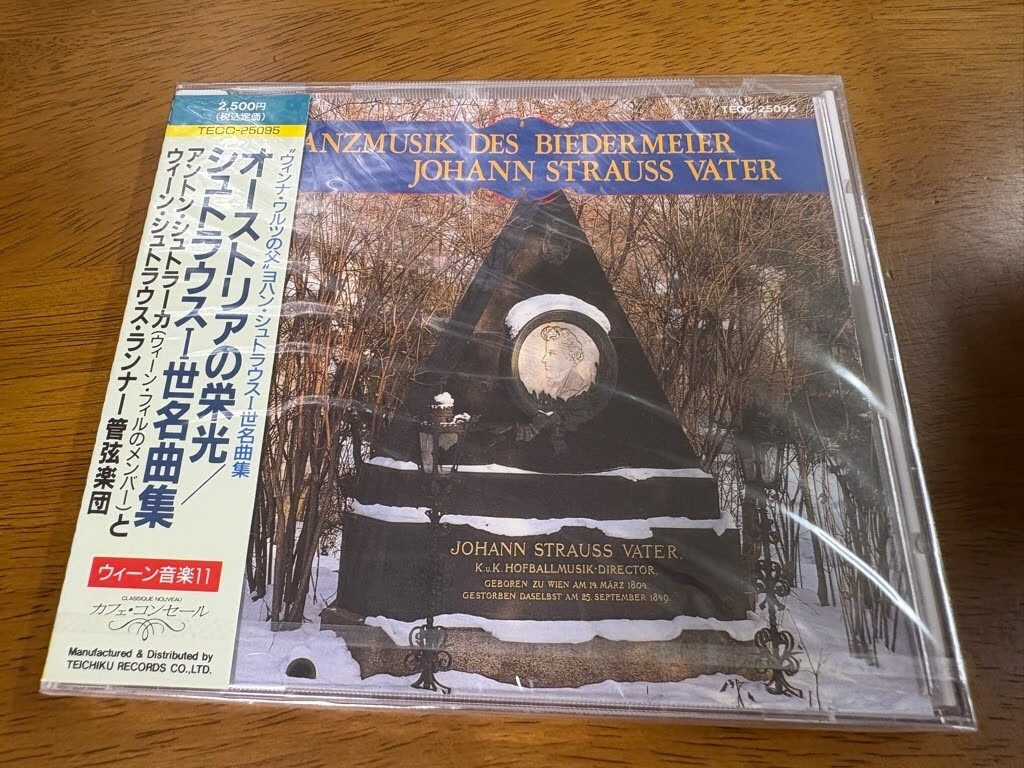 2,500円
(税込定価)
TECC-25095
"ウィンナ・ワルツの父"ヨハン・シュトラウスI世名曲集
オーストリアの栄光/
シュトラウスI世名曲集
アントン・シュトラーカ(ウィーン・フィルのメンバー)と
ウィーン・シュトラウス・ランナー管弦楽団
ウィーン音楽11
CLASSIQUE NOUVEAU
カフェ・コンセール
Manufactured & Distributed by
TEICHIKU RECORDS CO.,LTD.
TECC-25095
ANZMUSIK DES BIEDERMEIER
JOHANN STRAUSS VATER
JOHANN STRAUSS VATER,
K.u.K. HOFBALLMUSIK-DIRECTOR,
GEBOREN ZU WIEN AM 14. MÄRZ 1804.
GESTORBEN DASELBST AM 25. SEPTEMBER 1849.